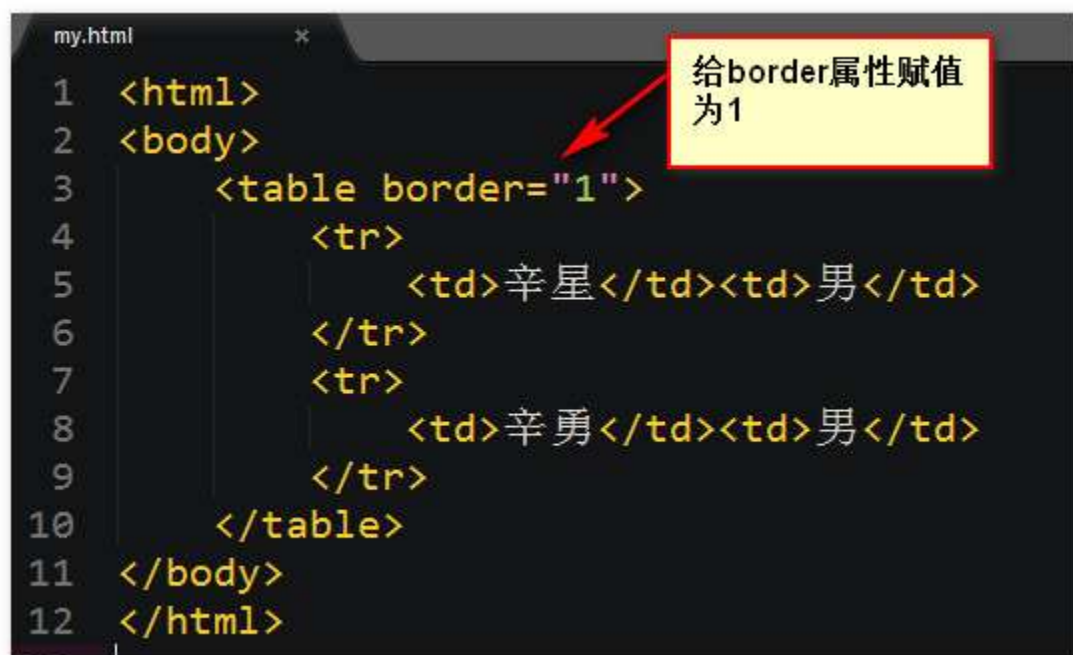 my.html ×
给border属性赋值
为1
1 <html>
2 <body>
3 <table border="1">
4 <tr>
5 <td>辛星</td><td>男</td>
6 </tr>
7 <tr>
8 <td>辛勇</td><td>男</td>
9 </tr>
10 </table>
11 </body>
12 </html>